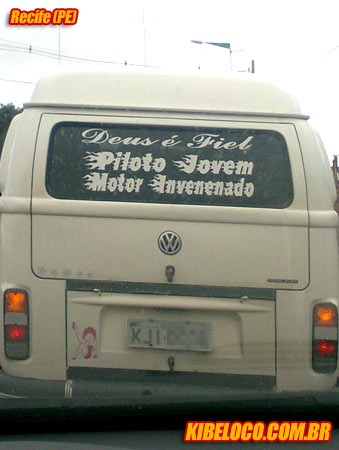 Recife (PE)
Deus é Fiel
Piloto Jovem
Motor Invenenado
KIBELOCO.COM.BR